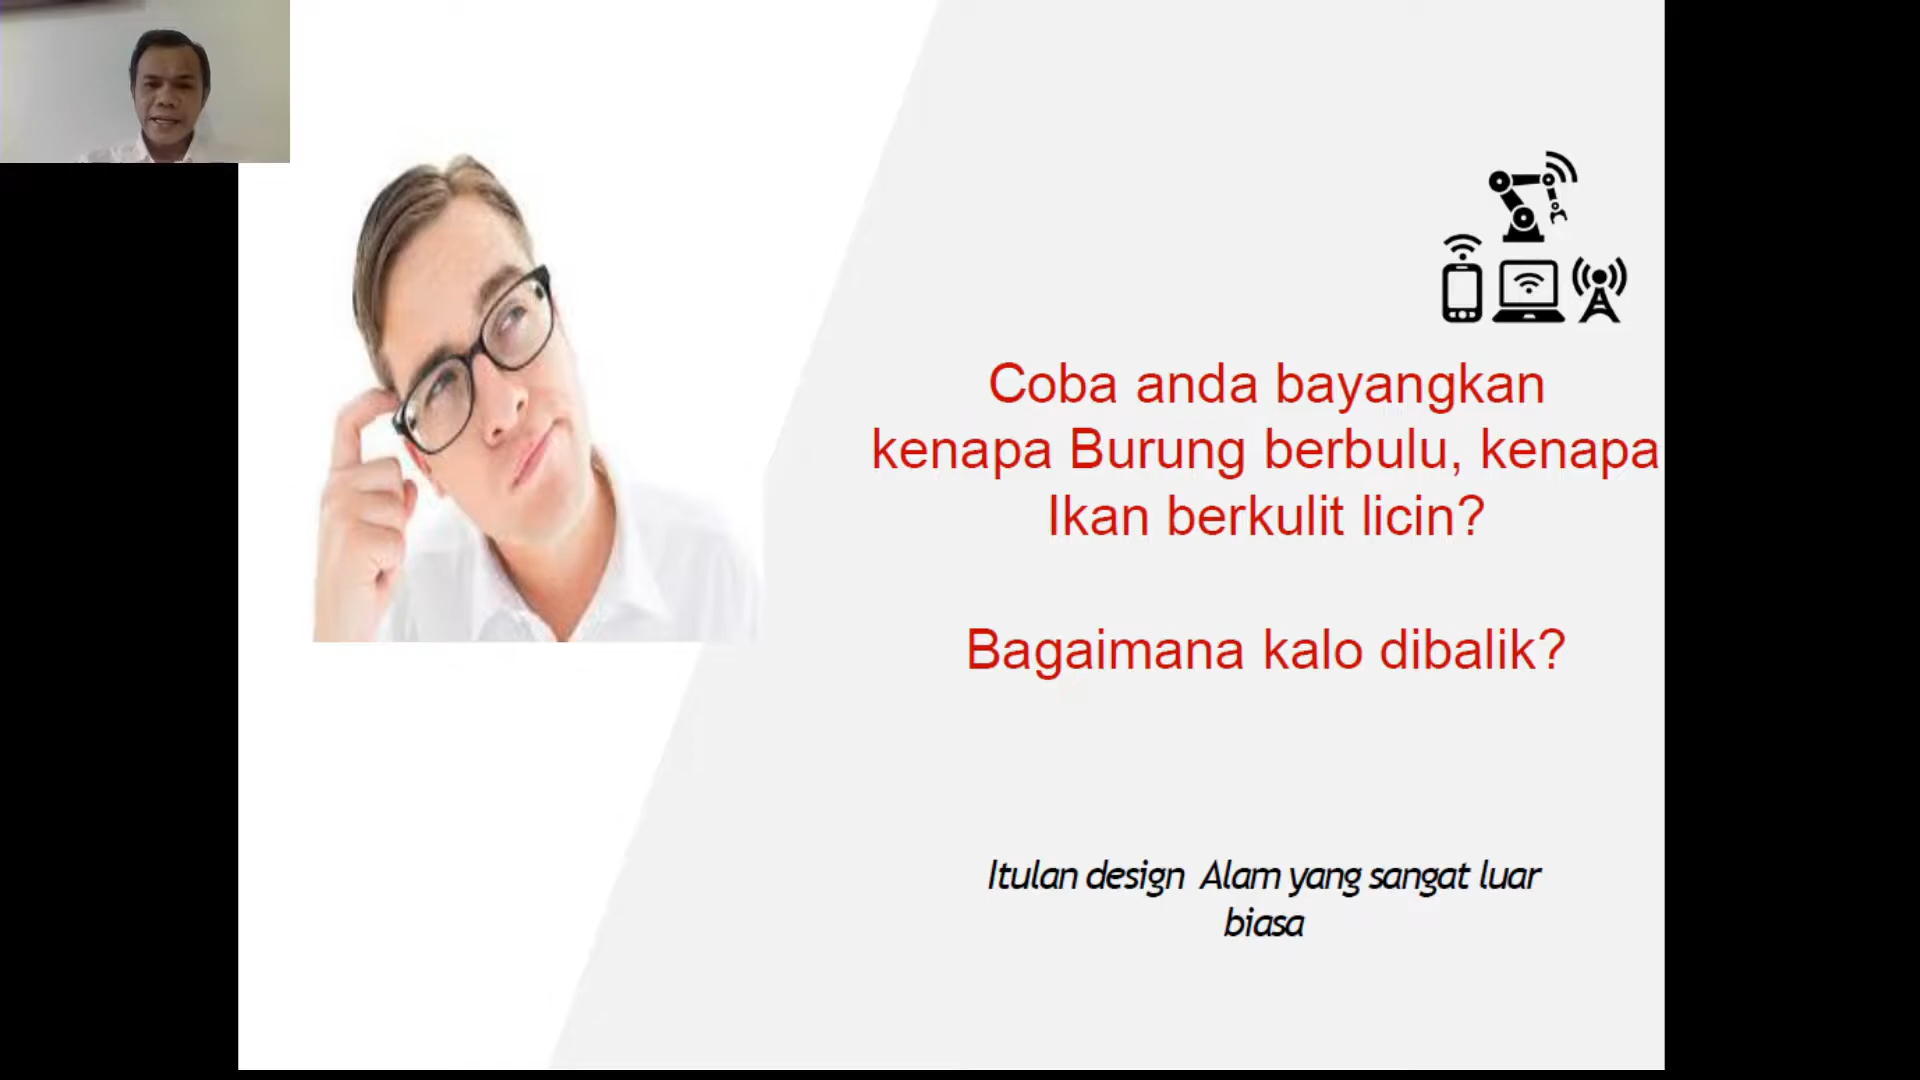 Coba anda bayangkan
kenapa Burung berbulu, kenapa
Ikan berkulit licin?
Bagaimana kalo dibalik?
Itulan design Alam yang sangat luar
biasa